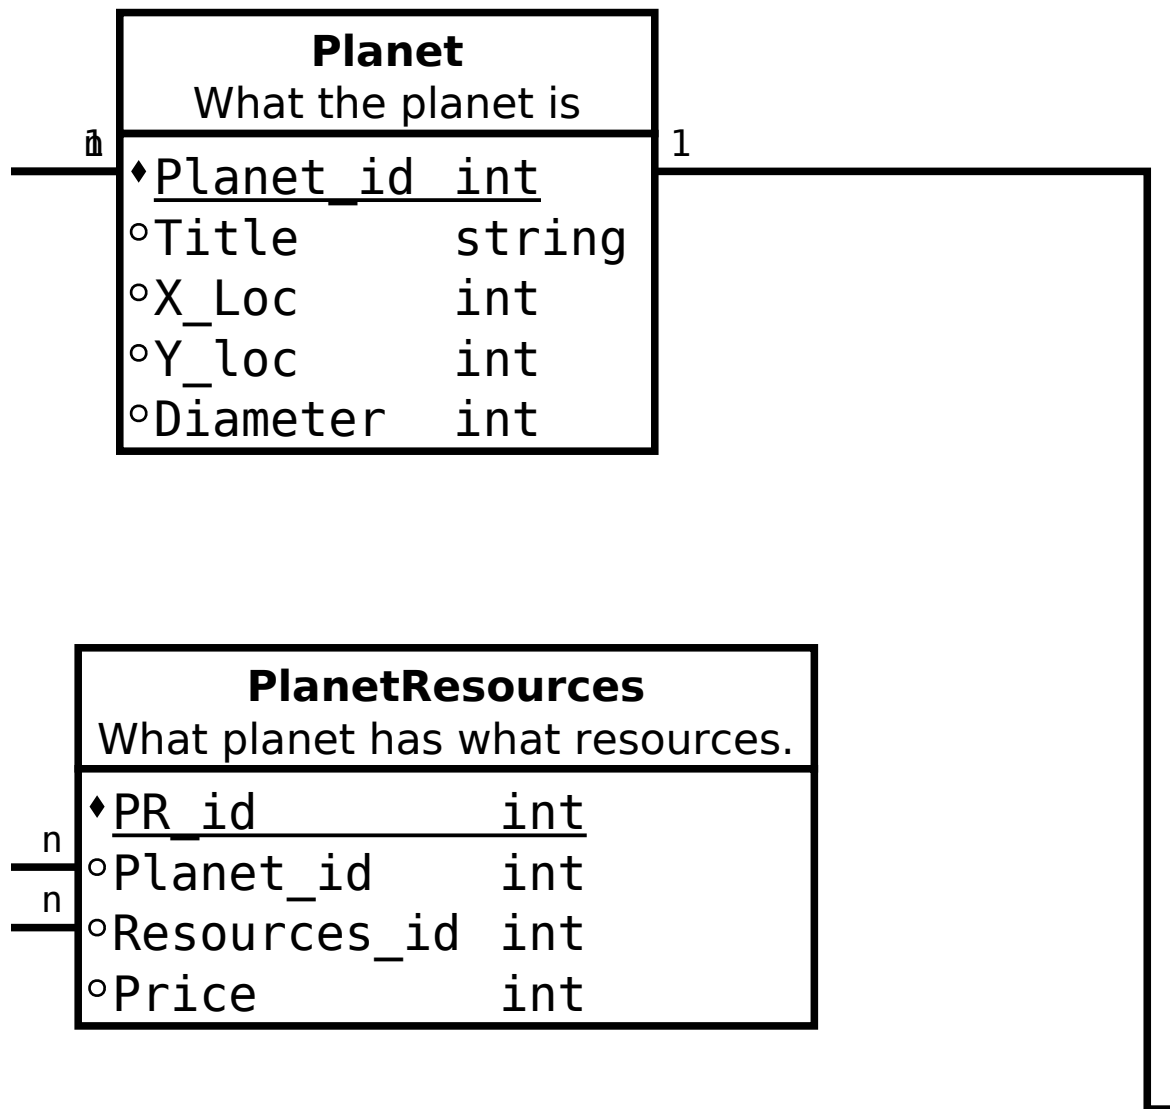 Planet
What the planet is
1
Planet_id int
Title string
X_Loc int
Y_loc int
Diameter int
PlanetResources
What planet has what resources.
PR_id int
n
Planet_id int
n
Resources_id int
Price int